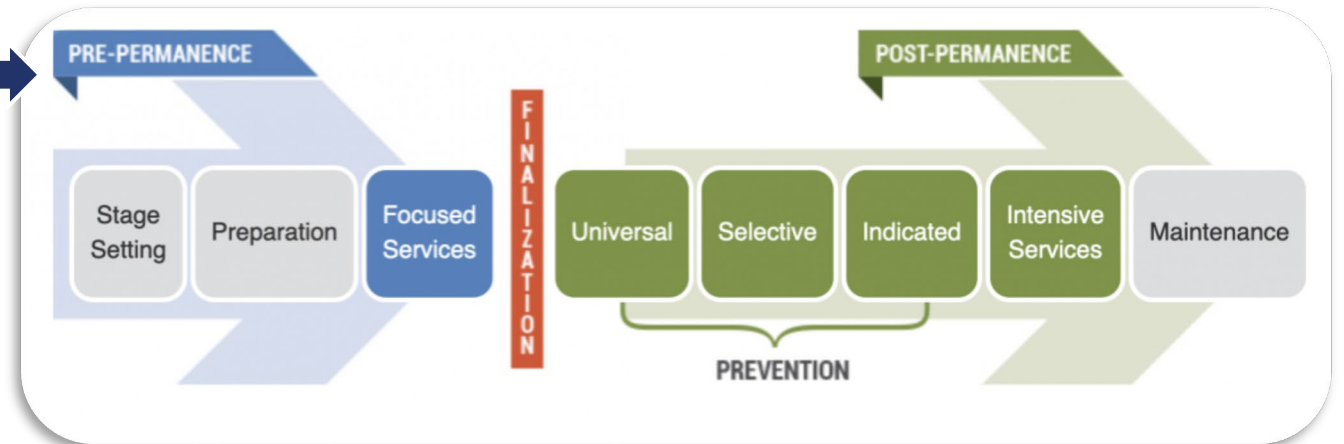 PRE-PERMANENCE
POST-PERMANENCE
Stage
Setting
Preparation
Focused
Services
FINALIZATION
Universal
Selective
Indicated
Intensive
Services
Maintenance
PREVENTION